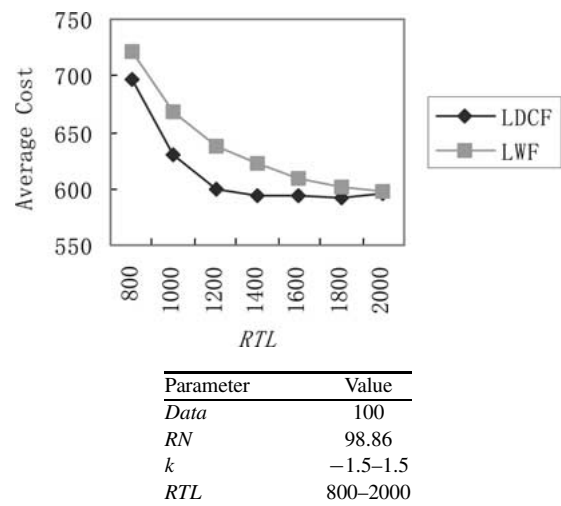 750
700
650
600
550
Average Cost
800 1000 1200 1400 1600 1800 2000
RTL
LDCF
LWF
Parameter Value
Data 100
RN 98.86
k −1.5–1.5
RTL 800–2000